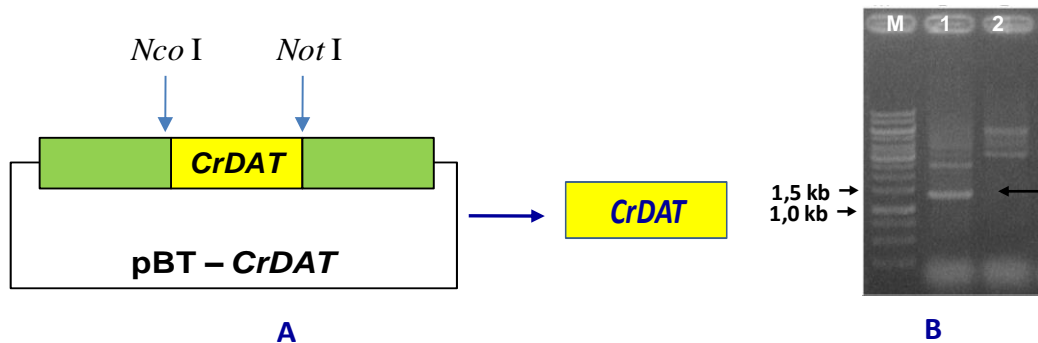 Nco I
Not I
CrDAT
pBT – CrDAT
CrDAT
A
M 1 2
1,5 kb
1,0 kb
B